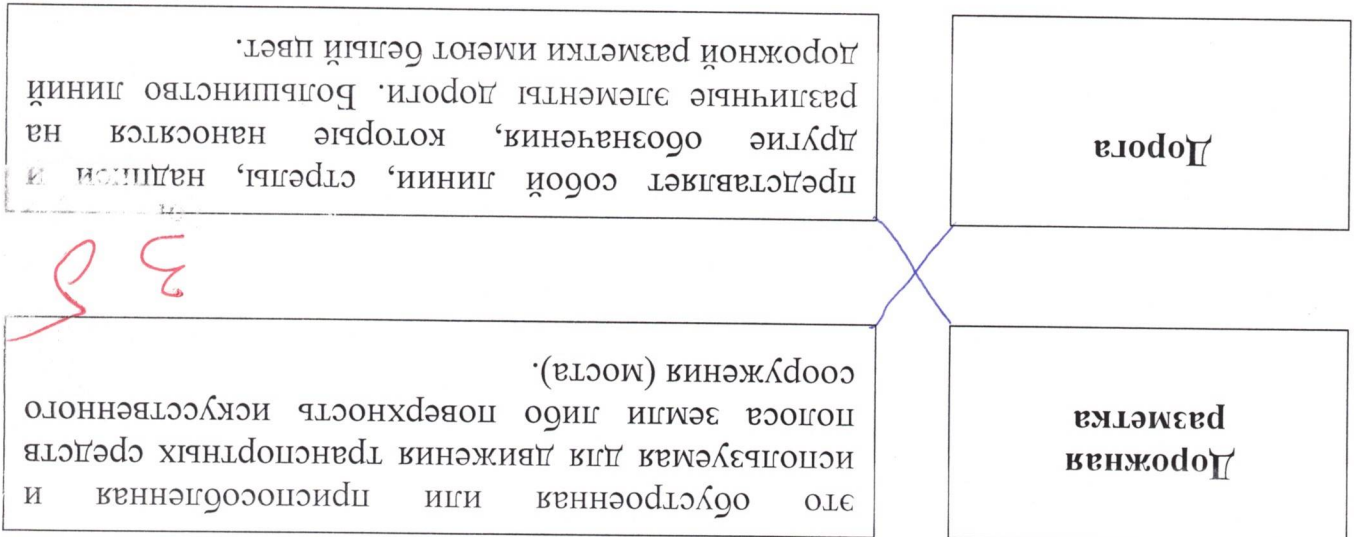 Дорожная
разметка
это обустроенная или приспособленная и
используемая для движения транспортных средств
полоса земли либо поверхность искусственного
сооружения (моста).
Дорога
представляет собой линии, стрелы, надписи и
другие обозначения, которые наносятся на
различные элементы дороги. Большинство линий
дорожной разметки имеют белый цвет.